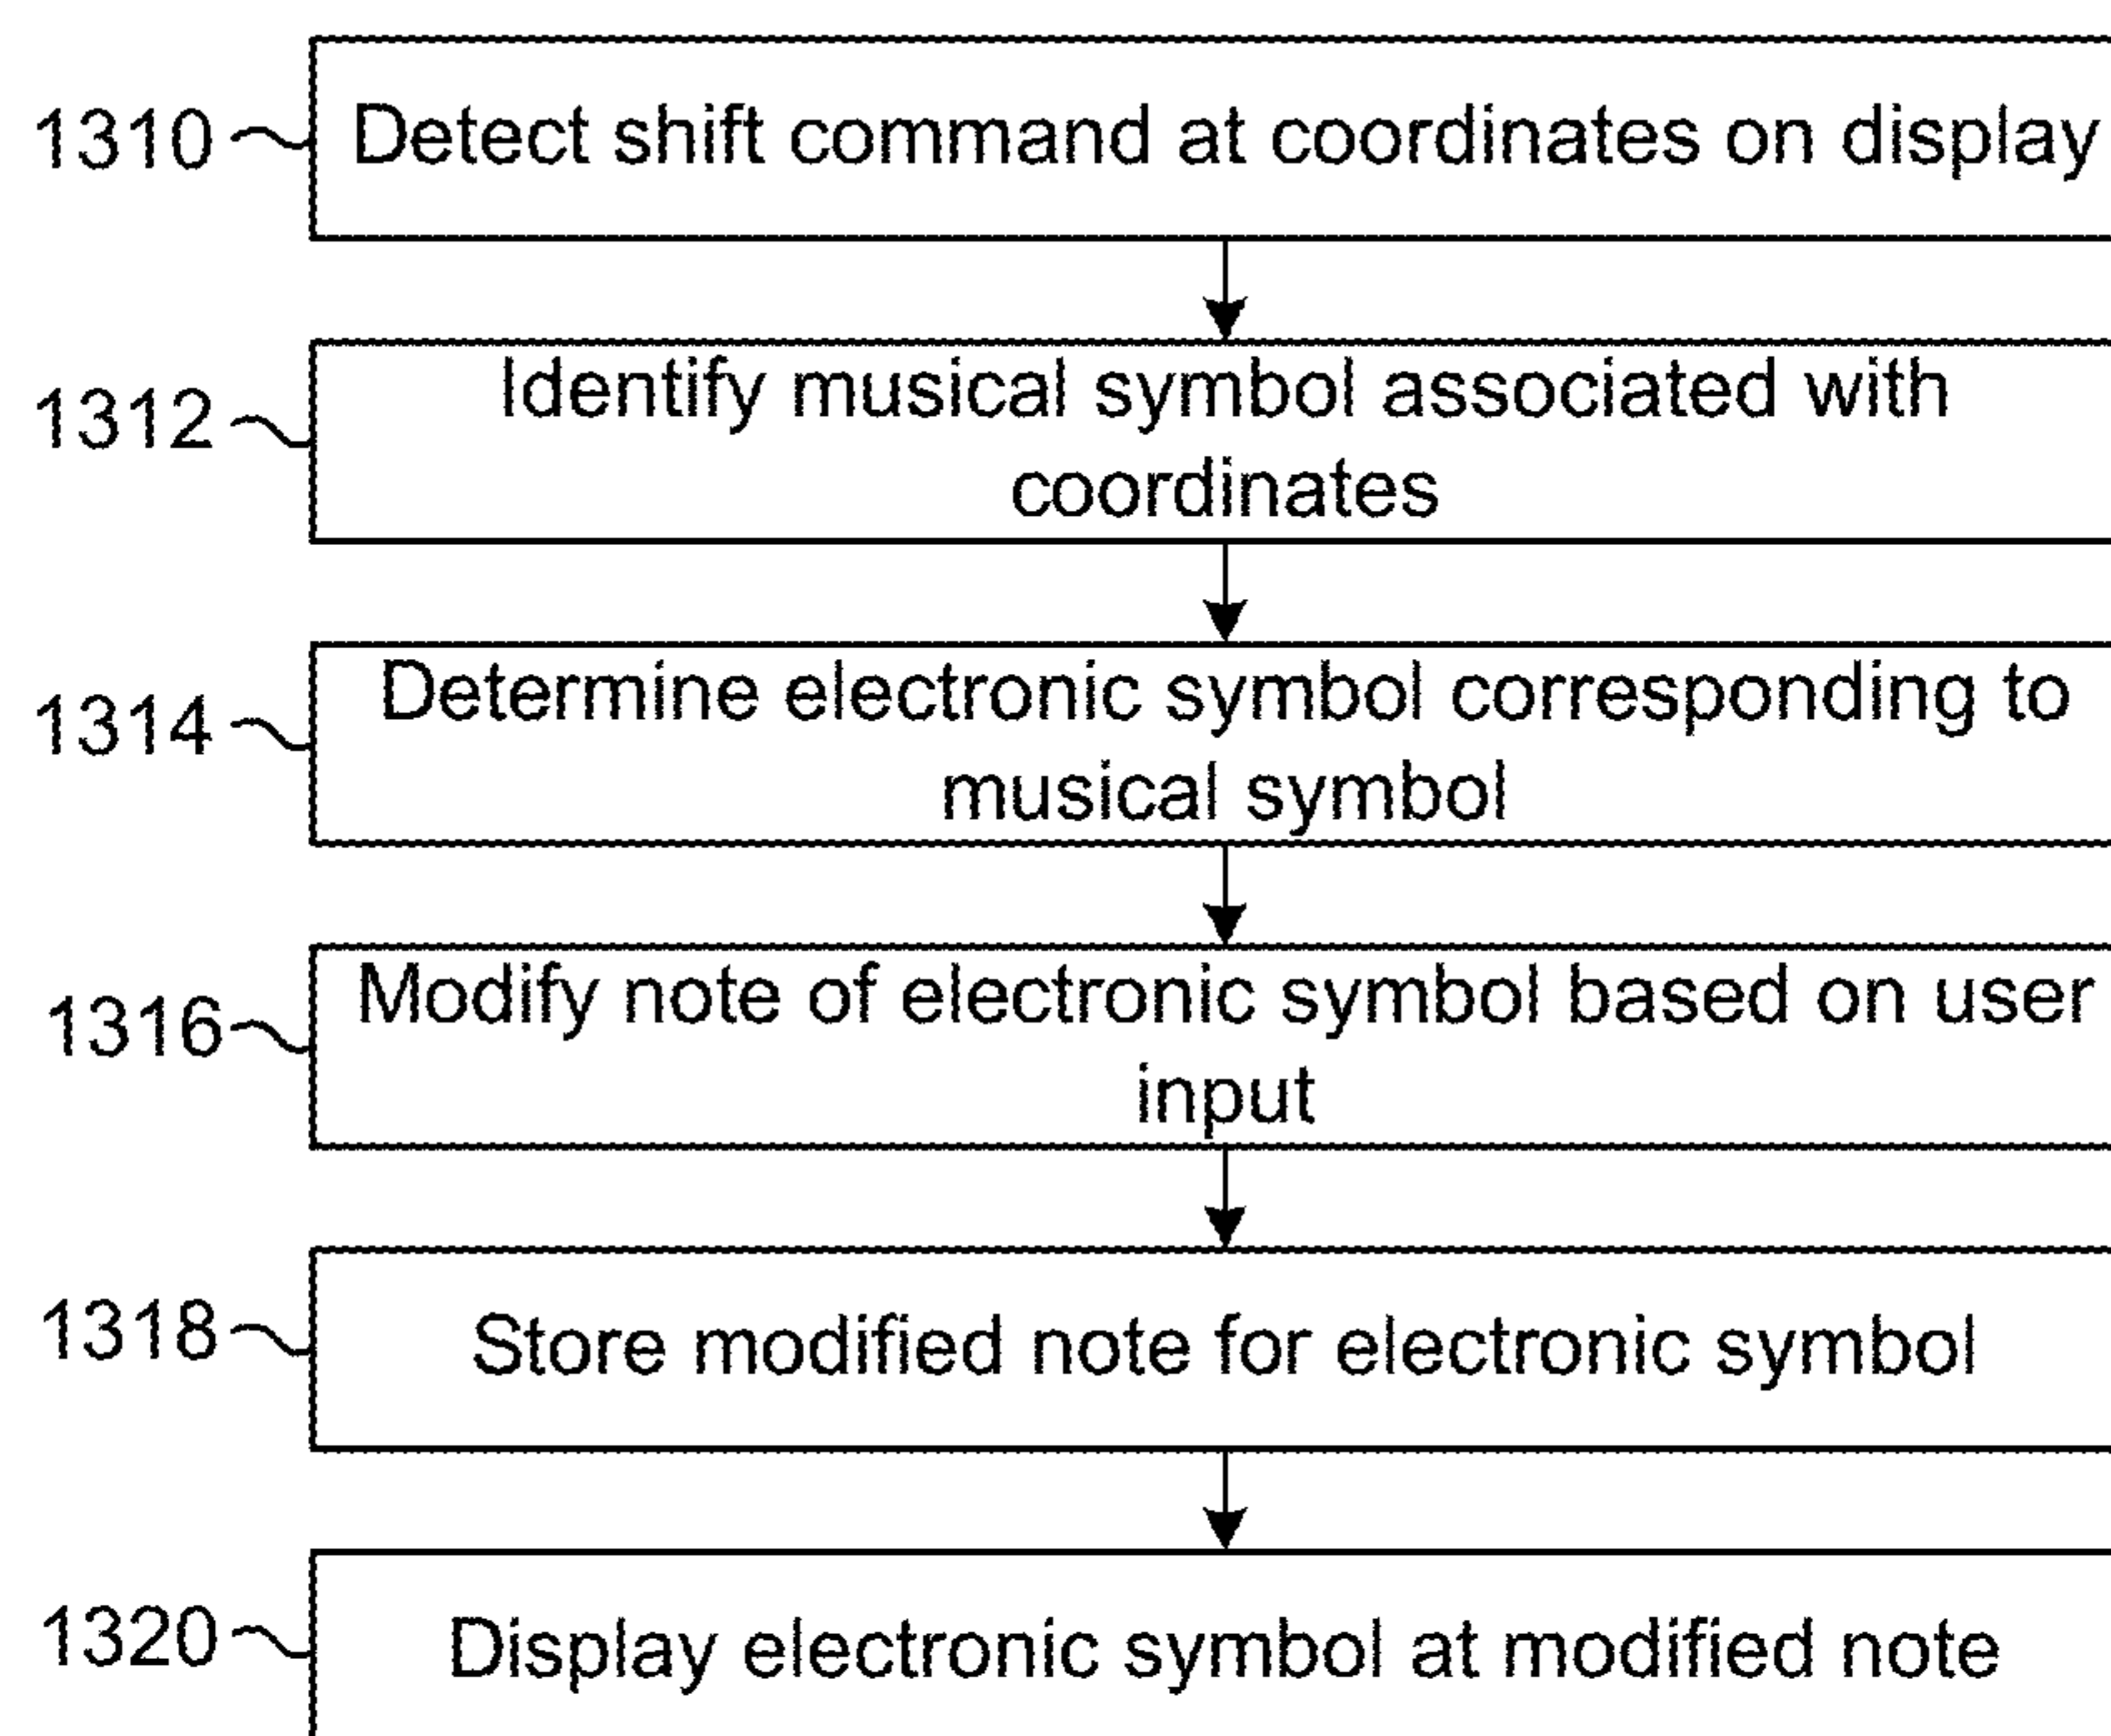 1310 Detect shift command at coordinates on display
1312 Identify musical symbol associated with
coordinates
1314 Determine electronic symbol corresponding to
musical symbol
1316 Modify note of electronic symbol based on user
input
1318 Store modified note for electronic symbol
1320 Display electronic symbol at modified note